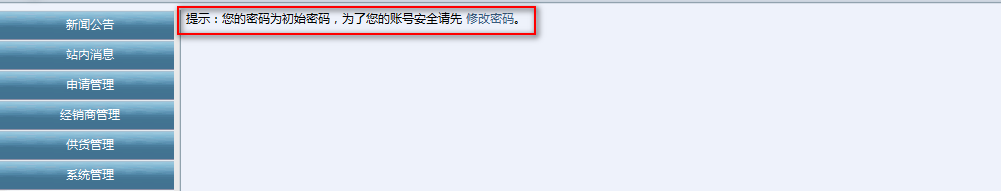 新闻公告
站内消息
申请管理
经销商管理
供货管理
系统管理
提示：您的密码为初始密码，为了您的账号安全请先 修改密码。